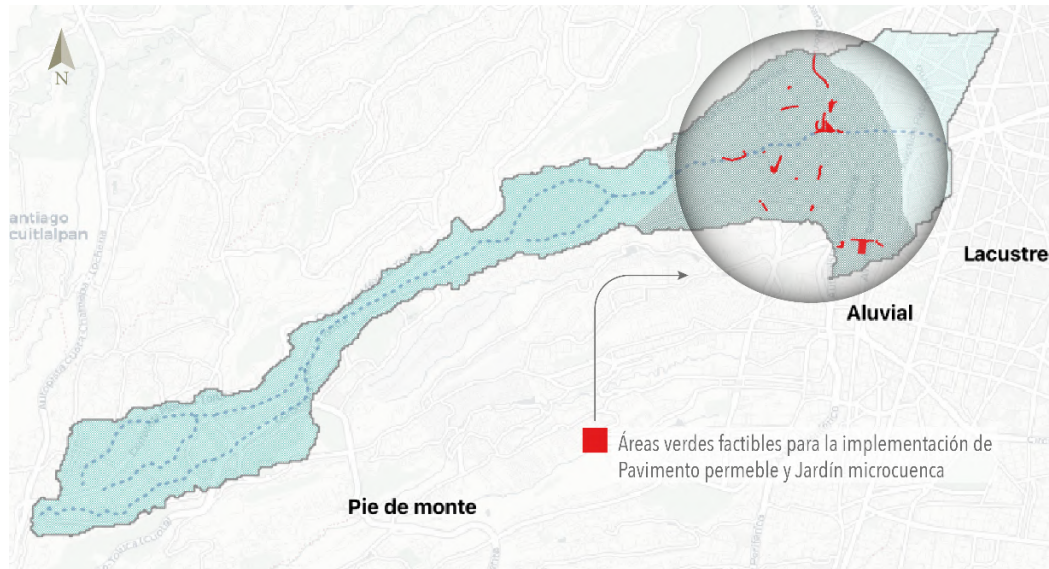 N
antiago
cuitlalpan
Lacustre
Aluvial
Áreas verdes factibles para la implementación de
Pavimento permeble y Jardín microcuenca
Pie de monte